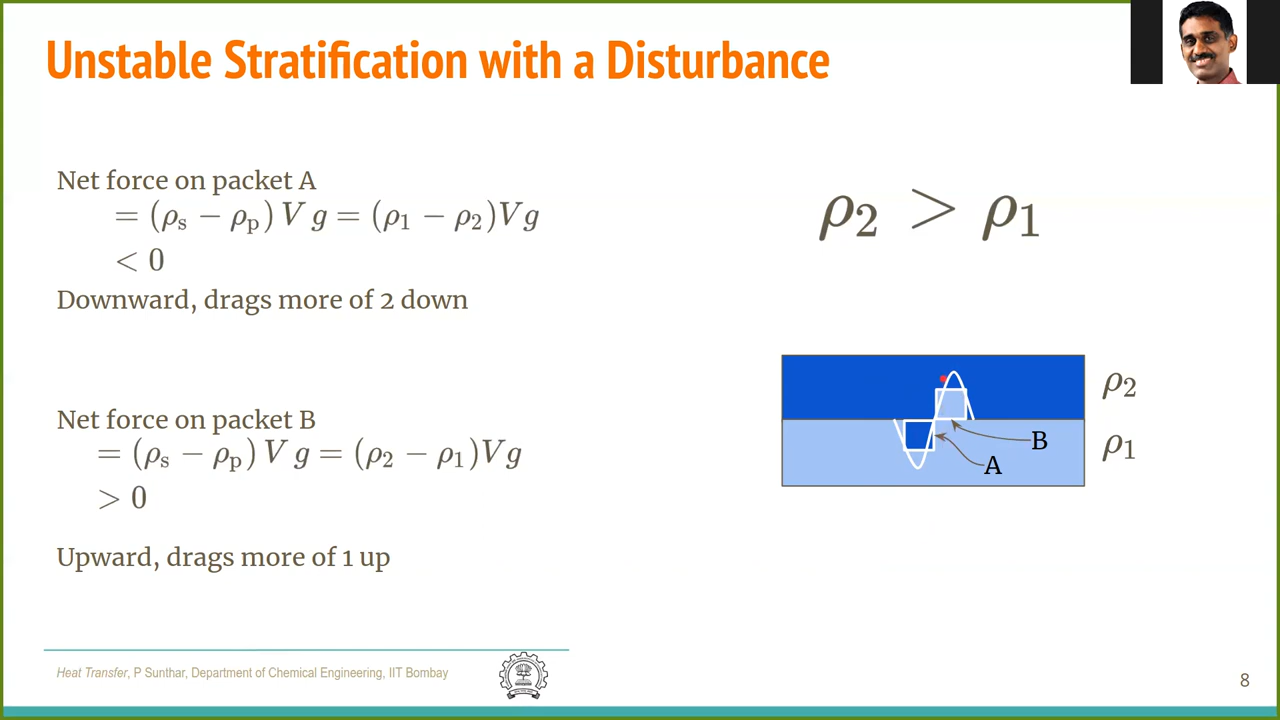 Unstable Stratification with a Disturbance
Net force on packet A
= (ρs − ρp) V g = (ρ1 − ρ2)V g
< 0
Downward, drags more of 2 down
ρ2 > ρ1
ρ2
ρ1
B
A
Net force on packet B
= (ρs − ρp) V g = (ρ2 − ρ1)V g
> 0
Upward, drags more of 1 up
Heat Transfer, P Sunthar, Department of Chemical Engineering, IIT Bombay
8